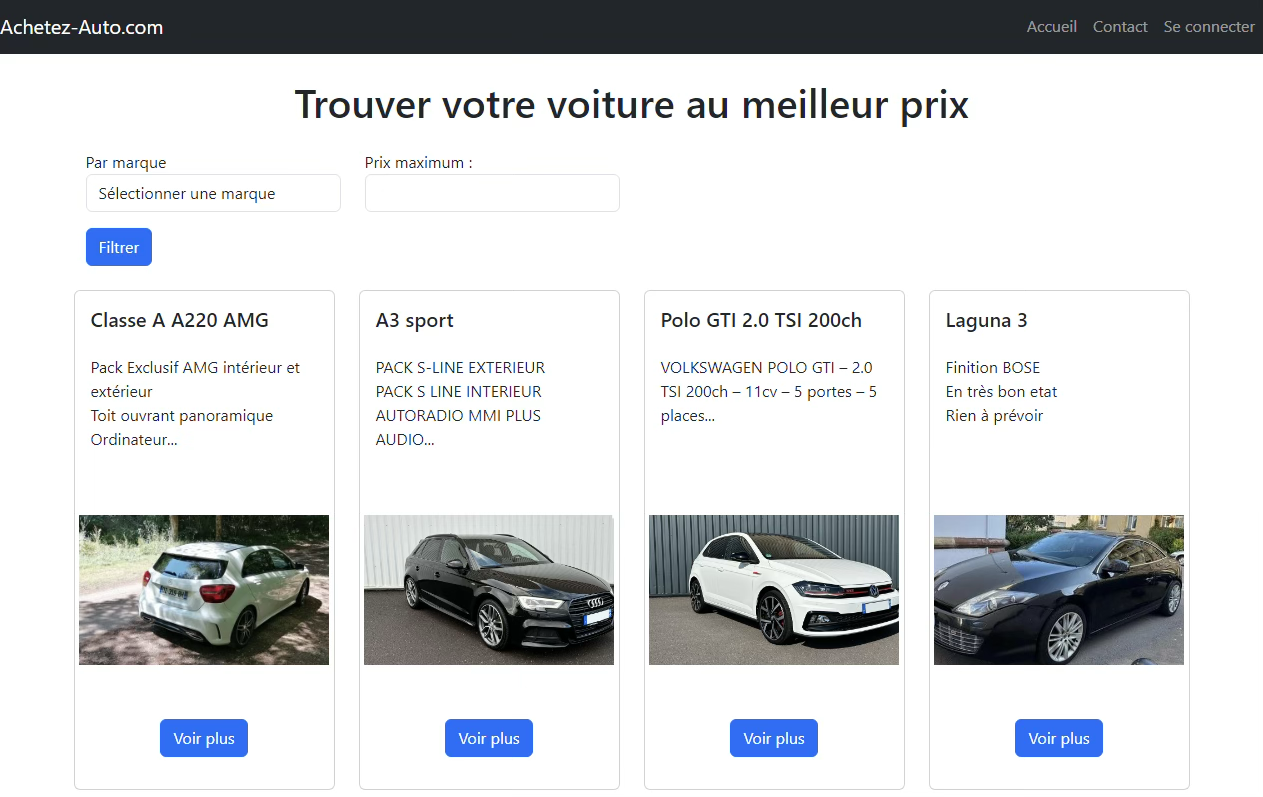 Achetez-Auto.com
Accueil Contact Se connecter
Trouver votre voiture au meilleur prix
Par marque
Sélectionner une marque
Prix maximum :
Filtrer
Classe A A220 AMG
Pack Exclusif AMG intérieur et
extérieur
Toit ouvrant panoramique
Ordinateur...
Voir plus
A3 sport
PACK S-LINE EXTERIEUR
PACK S LINE INTERIEUR
AUTORADIO MMI PLUS
AUDIO...
Voir plus
Polo GTI 2.0 TSI 200ch
VOLKSWAGEN POLO GTI – 2.0
TSI 200ch – 11cv – 5 portes – 5
places...
Voir plus
Laguna 3
Finition BOSE
En très bon etat
Rien à prévoir
Voir plus